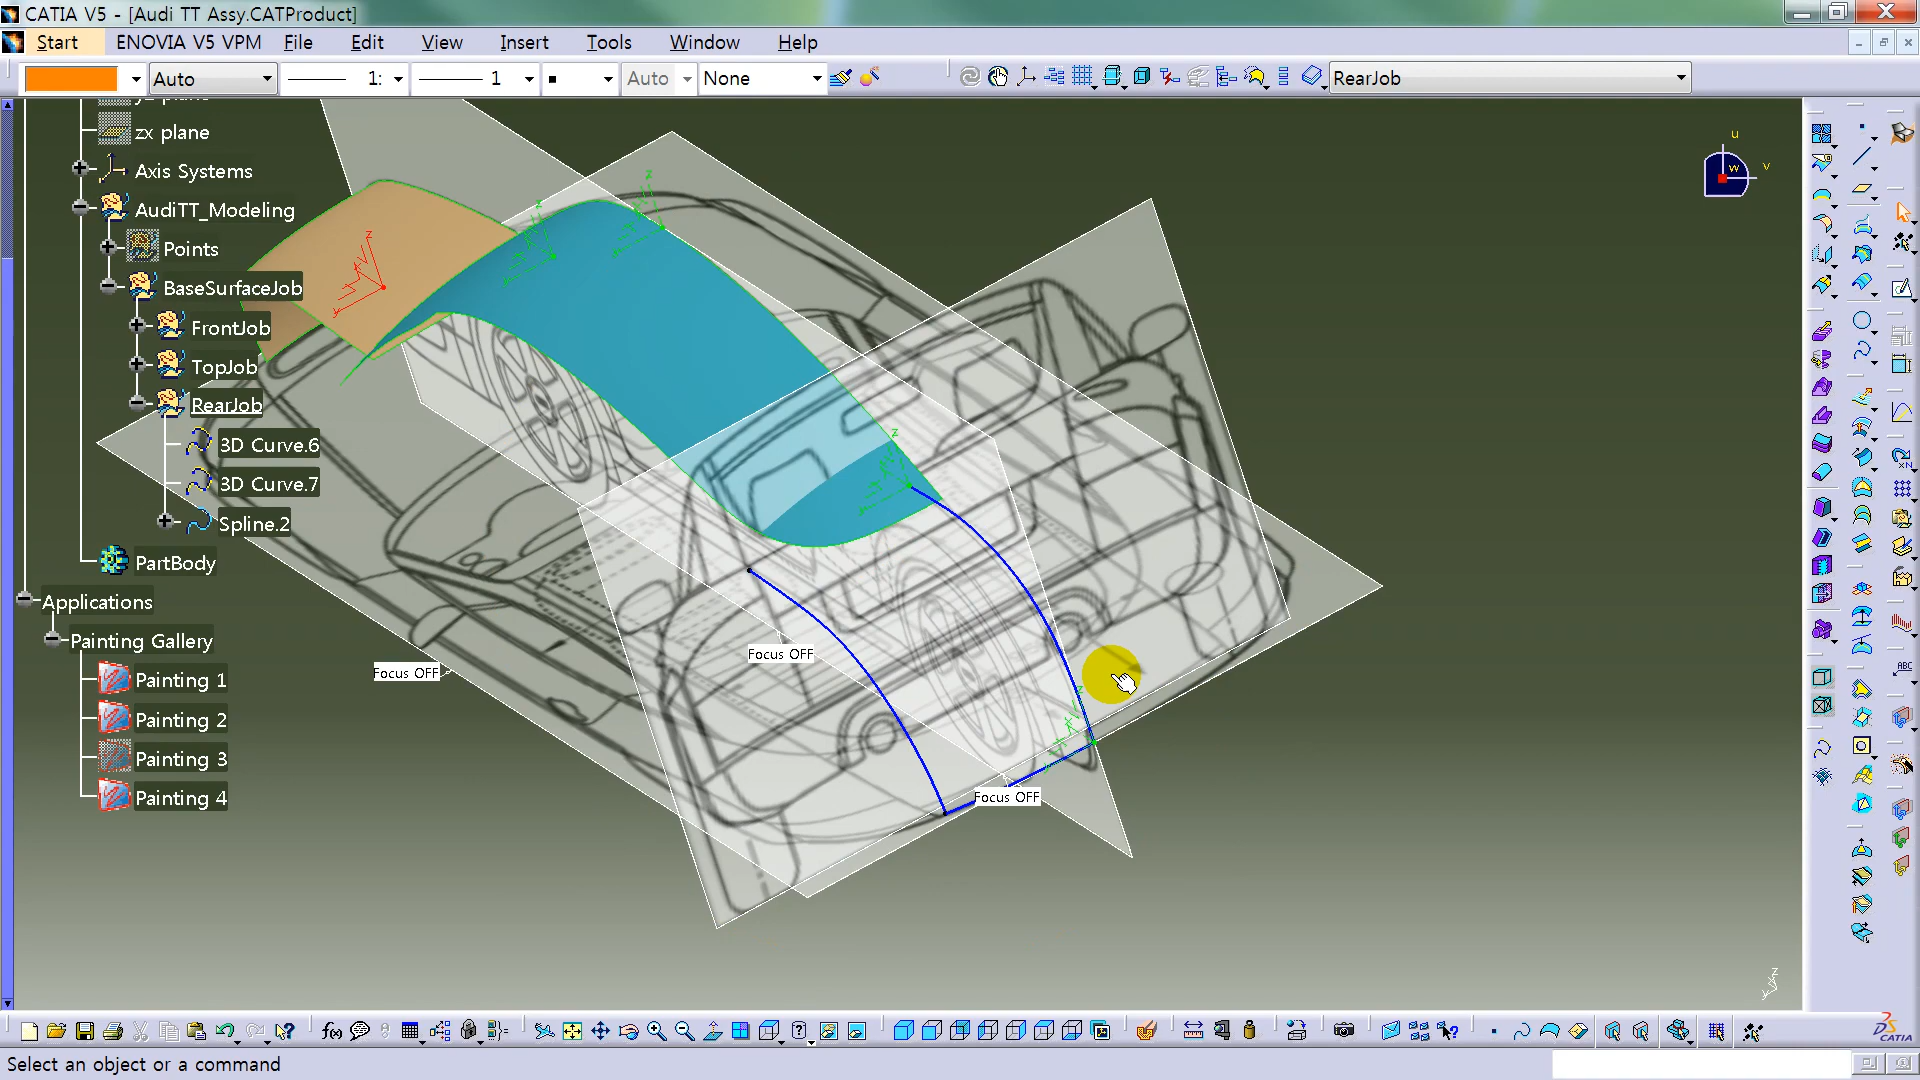 CATIA V5 - [Audi TT Assy.CATProduct]
Start ENOVIA V5 VPM File Edit View Insert Tools Window Help
Auto 1: 1 Auto None RearJob
zx plane
Axis Systems
AudiTT_Modeling
Points
BaseSurfaceJob
FrontJob
TopJob
RearJob
3D Curve.6
3D Curve.7
Spline.2
PartBody
Applications
Painting Gallery
Painting 1
Painting 2
Painting 3
Painting 4
u
v
w
Focus OFF
Focus OFF
Focus OFF
Select an object or a command
CATIA